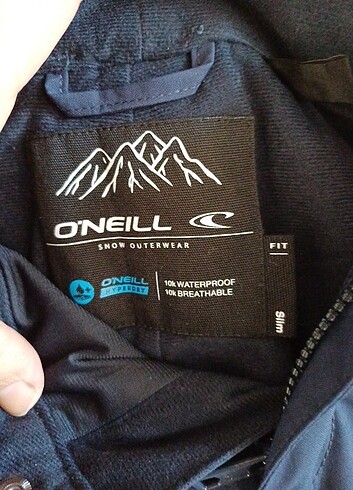 O'NEILL
SNOW OUTERWEAR
O'NEILL
HYPERDRY
10k WATERPROOF
10k BREATHABLE
FIT
Slim